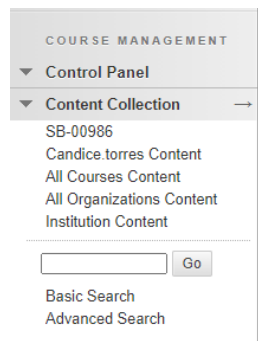 COURSE MANAGEMENT
Control Panel
Content Collection →
SB-00986
Candice.torres Content
All Courses Content
All Organizations Content
Institution Content
Go
Basic Search
Advanced Search